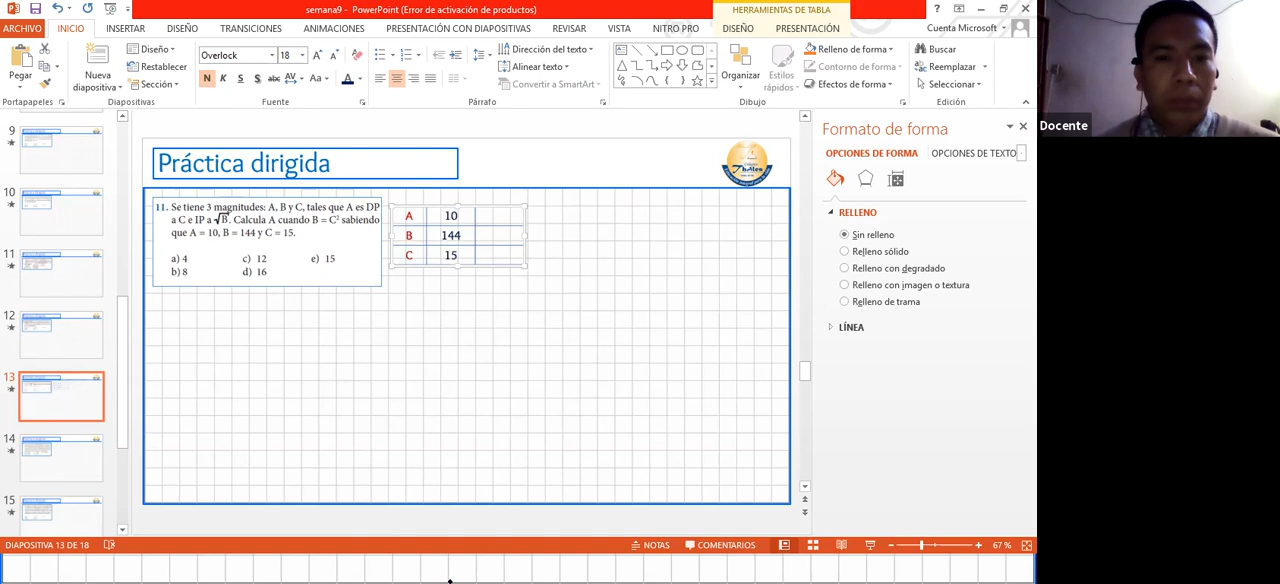 semana9 - PowerPoint (Error de activación de productos)
HERRAMIENTAS DE TABLA
?
ARCHIVO INICIO INSERTAR DISEÑO TRANSICIONES ANIMACIONES PRESENTACIÓN CON DIAPOSITIVAS REVISAR VISTA NITRO PRO DISEÑO PRESENTACIÓN
Cuenta Microsoft
Pegar
Nueva
diapositiva
Diseño
Restablecer
Sección
Overlock 18
N K S S abc AV Aa A
Dirección del texto
Alinear texto
Convertir a SmartArt
Organizar
Estilos
rápidos
Relleno de forma
Contorno de forma
Efectos de forma
Buscar
Reemplazar
Seleccionar
Portapapeles Diapositivas Fuente Párrafo Dibujo Edición
9
10
11
12
13
14
15
Práctica dirigida
Thales
11. Se tiene 3 magnitudes: A, B y C, tales que A es DP
a C e IP a √B. Calcula A cuando B = C² sabiendo
que A = 10, B = 144 y C = 15.
a) 4 c) 12 e) 15
b) 8 d) 16
A 10
B 144
C 15
Formato de forma
OPCIONES DE FORMA OPCIONES DE TEXTO
RELLENO
Sin relleno
Relleno sólido
Relleno con degradado
Relleno con imagen o textura
Relleno de trama
LÍNEA
Docente
DIAPOSITIVA 13 DE 18 NOTAS COMENTARIOS 67 %